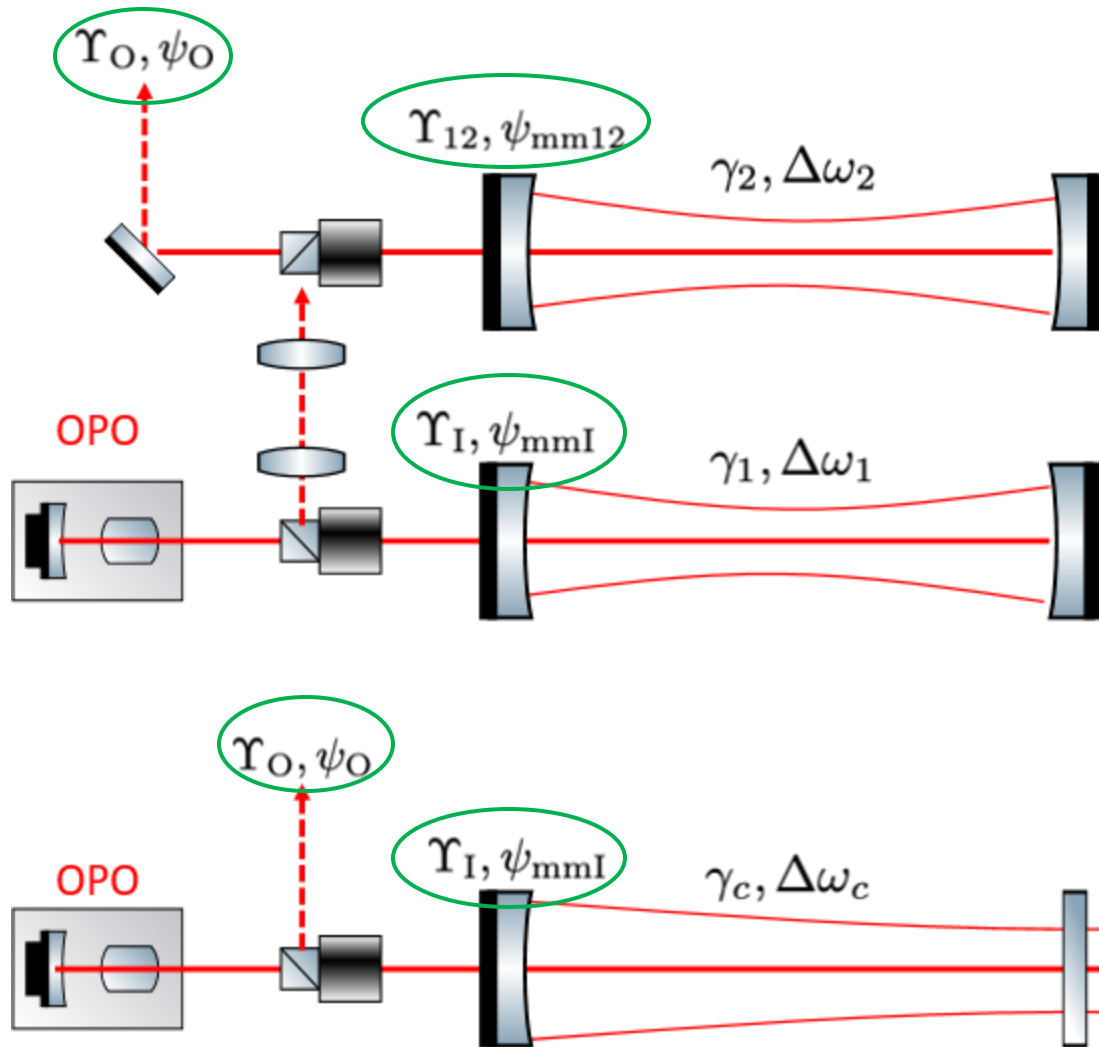 ϒ_O, ψ_O
ϒ_12, ψ_mm12
γ_2, Δω_2
OPO
ϒ_I, ψ_mmI
γ_1, Δω_1
ϒ_O, ψ_O
OPO
ϒ_I, ψ_mmI
γ_c, Δω_c